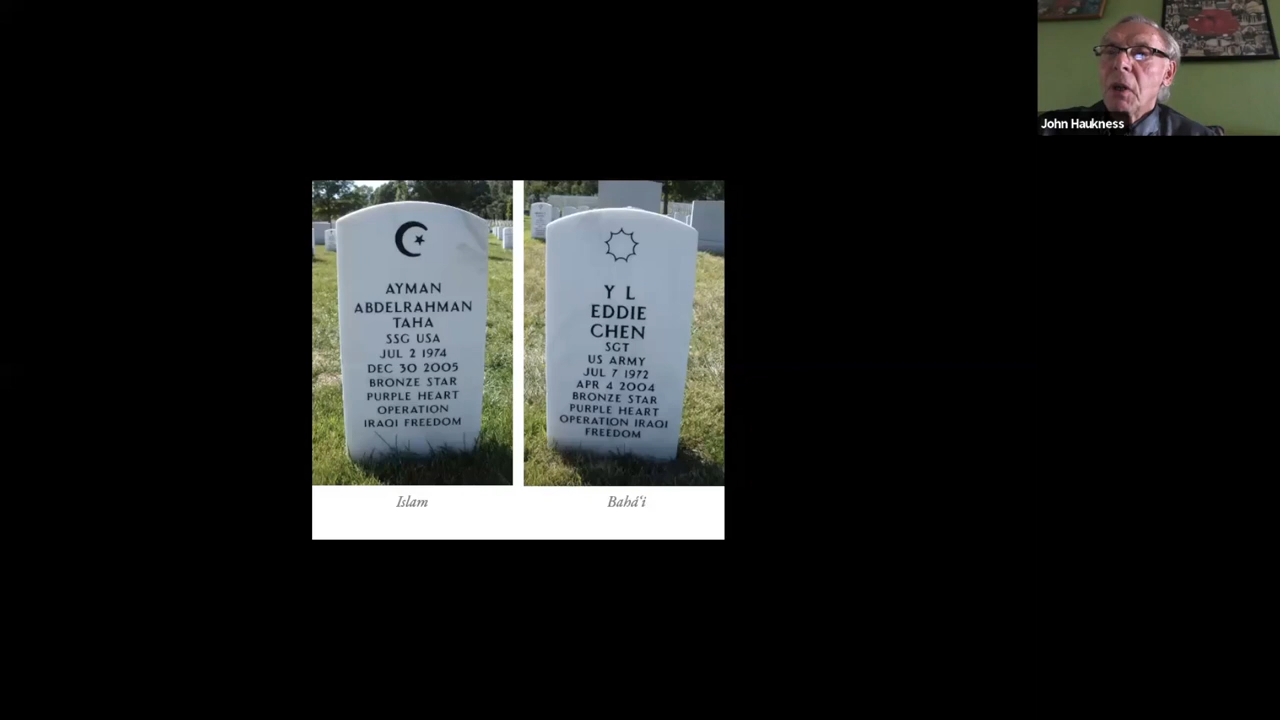 John Haukness
AYMAN
ABDELRAHMAN
TAHA
SSG USA
JUL 2 1974
DEC 30 2005
BRONZE STAR
PURPLE HEART
OPERATION
IRAQI FREEDOM
Islam
Y L
EDDIE
CHEN
SGT
US ARMY
JUL 7 1972
APR 4 2004
BRONZE STAR
PURPLE HEART
OPERATION IRAQI
FREEDOM
Bahá‘i